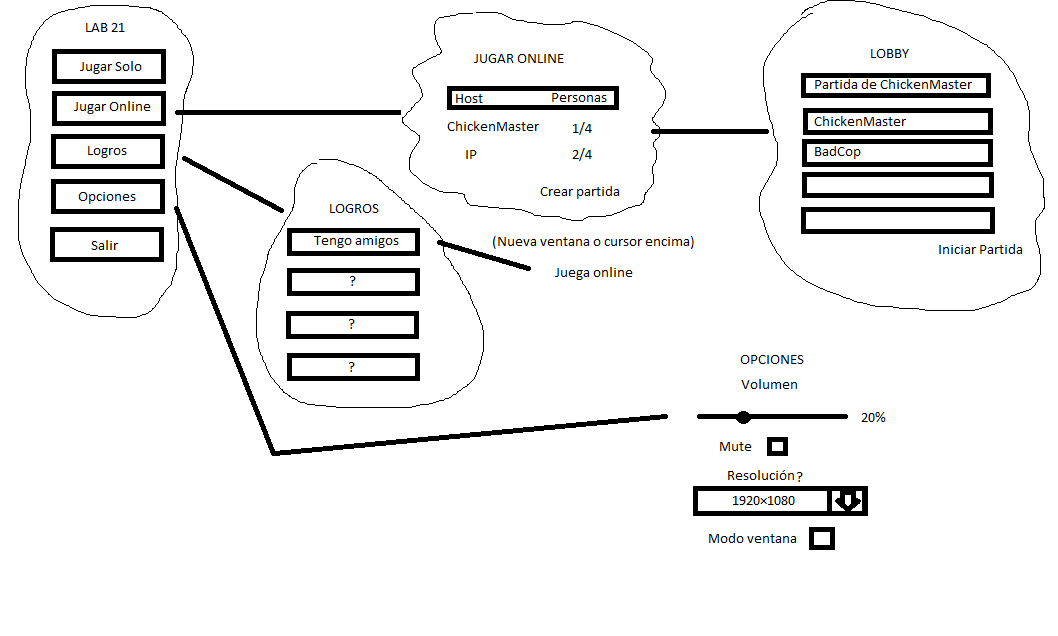 LAB 21
Jugar Solo
Jugar Online
Logros
Opciones
Salir
JUGAR ONLINE
Host Personas
ChickenMaster 1/4
IP 2/4
Crear partida
LOBBY
Partida de ChickenMaster
ChickenMaster
BadCop
Iniciar Partida
LOGROS
Tengo amigos
?
?
?
(Nueva ventana o cursor encima)
Juega online
OPCIONES
Volumen
20%
Mute
Resolución?
1920×1080
Modo ventana